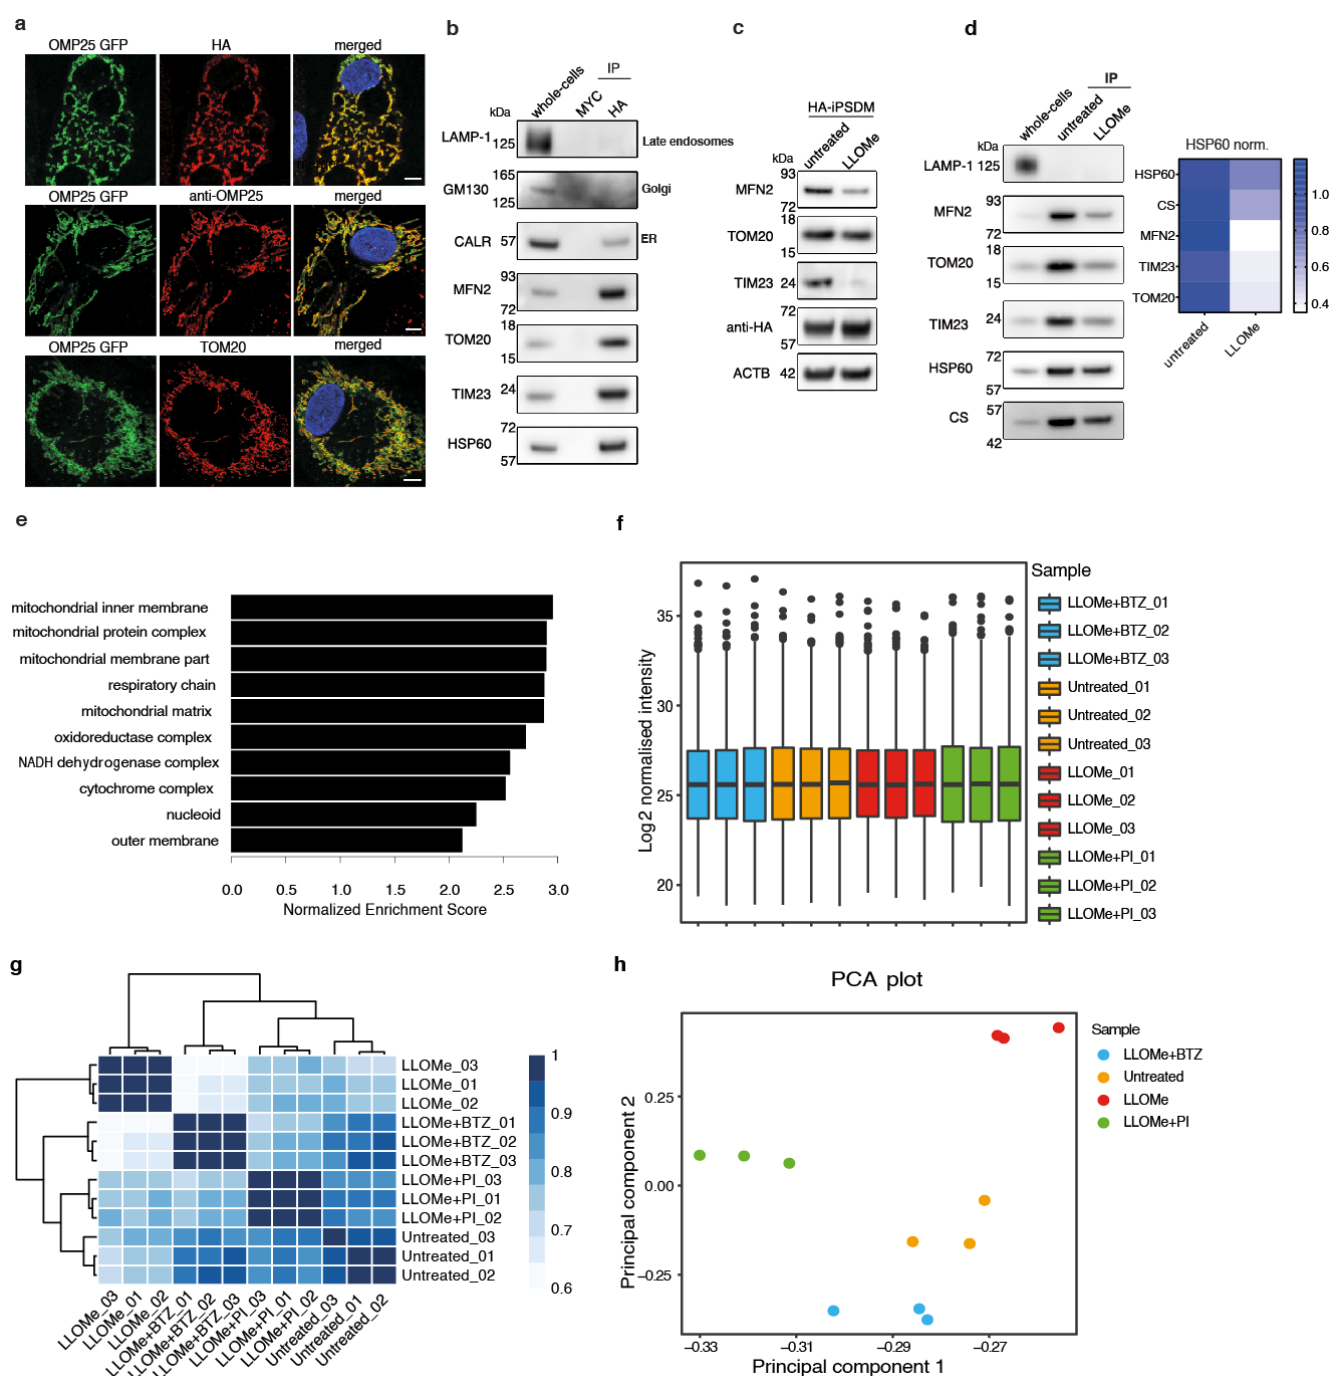 a
OMP25 GFP HA merged
OMP25 GFP anti-OMP25 merged
OMP25 GFP TOM20 merged
b
IP
whole-cells MYC HA
kDa
LAMP-1 125 Late endosomes
165
GM130 Golgi
125
CALR 57 ER
93
MFN2
72
18
TOM20
15
TIM23 24
72
HSP60
57
c
HA-iPSDM
untreated LLOMe
kDa
93
MFN2
72
18
TOM20
15
TIM23 24
72
anti-HA
57
ACTB 42
d
IP
whole-cells untreated LLOMe
kDa
LAMP-1 125
93
MFN2
72
18
TOM20
15
TIM23 24
72
HSP60
57
57
CS
42
HSP60 norm.
HSP60
CS
MFN2
TIM23
TOM20
untreated LLOMe
1.0
0.8
0.6
0.4
e
mitochondrial inner membrane
mitochondrial protein complex
mitochondrial membrane part
respiratory chain
mitochondrial matrix
oxidoreductase complex
NADH dehydrogenase complex
cytochrome complex
nucleoid
outer membrane
0.0 0.5 1.0 1.5 2.0 2.5 3.0
Normalized Enrichment Score
f
Log2 normalised intensity
35
30
25
20
Sample
LLOMe+BTZ_01
LLOMe+BTZ_02
LLOMe+BTZ_03
Untreated_01
Untreated_02
Untreated_03
LLOMe_01
LLOMe_02
LLOMe_03
LLOMe+PI_01
LLOMe+PI_02
LLOMe+PI_03
g
LLOMe_03
LLOMe_01
LLOMe_02
LLOMe+BTZ_01
LLOMe+BTZ_02
LLOMe+BTZ_03
LLOMe+PI_03
LLOMe+PI_01
LLOMe+PI_02
Untreated_03
Untreated_01
Untreated_02
LLOMe_03
LLOMe_01
LLOMe_02
LLOMe+BTZ_01
LLOMe+BTZ_02
LLOMe+BTZ_03
LLOMe+PI_03
LLOMe+PI_01
LLOMe+PI_02
Untreated_03
Untreated_01
Untreated_02
1
0.9
0.8
0.7
0.6
h
PCA plot
Principal component 2
0.25
0.00
−0.25
−0.33 −0.31 −0.29 −0.27
Principal component 1
Sample
LLOMe+BTZ
Untreated
LLOMe
LLOMe+PI